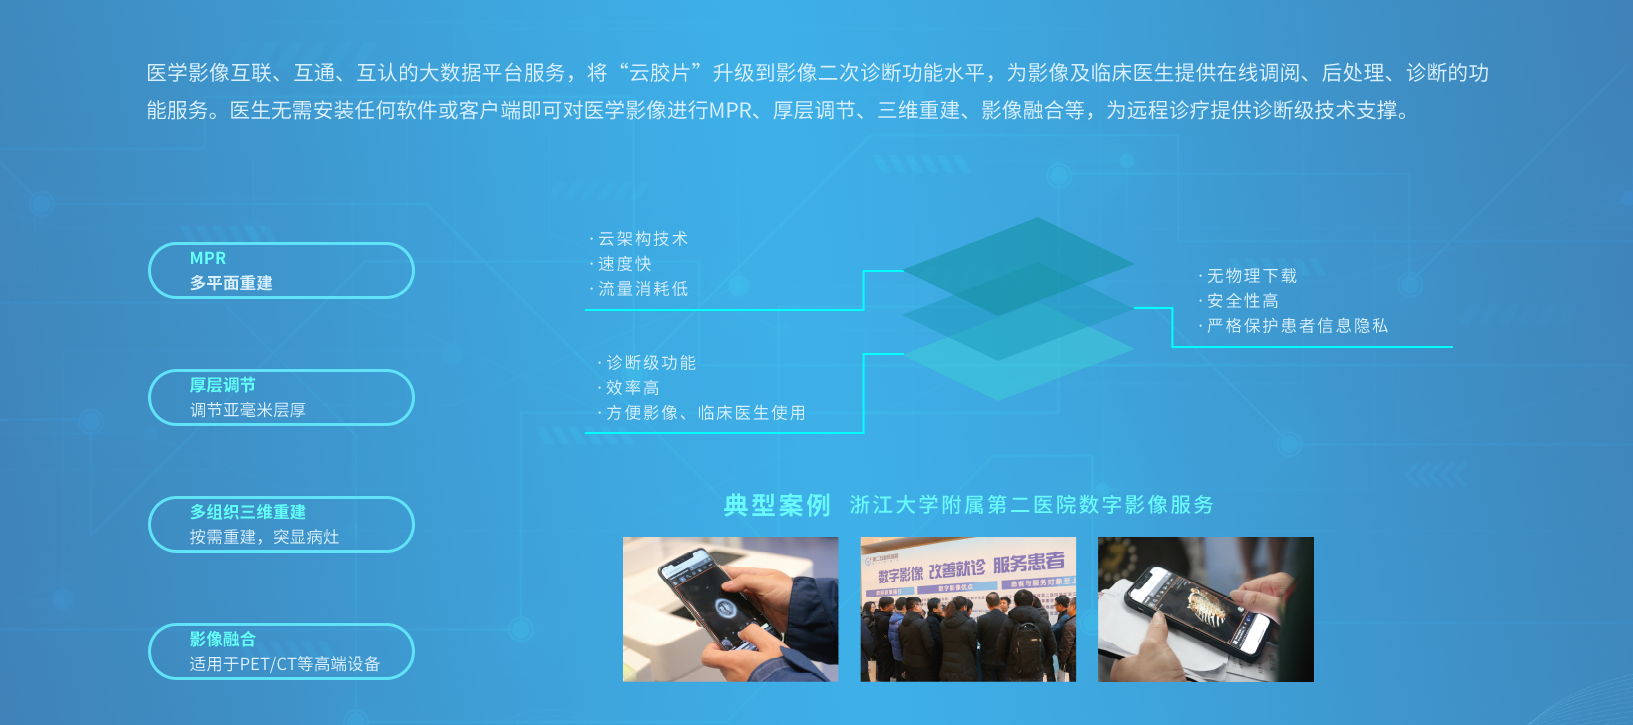 医学影像互联、互通、互认的大数据平台服务，将“云胶片”升级到影像二次诊断功能水平，为影像及临床医生提供在线调阅、后处理、诊断的功
能服务。医生无需安装任何软件或客户端即可对医学影像进行MPR、厚层调节、三维重建、影像融合等，为远程诊疗提供诊断级技术支撑。
MPR
多平面重建
厚层调节
调节亚毫米层厚
多组织三维重建
按需重建，突显病灶
影像融合
适用于PET/CT等高端设备
·云架构技术
·速度快
·流量消耗低
·诊断级功能
·效率高
·方便影像、临床医生使用
·无物理下载
·安全性高
·严格保护患者信息隐私
典型案例 浙江大学附属第二医院数字影像服务
数字影像 改善就诊 服务患者